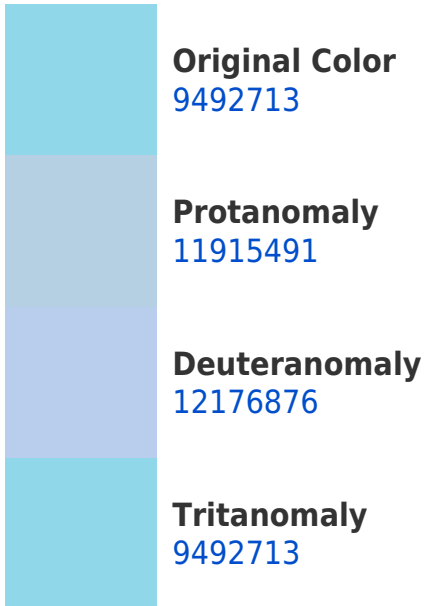 Original Color
9492713
Protanomaly
11915491
Deuteranomaly
12176876
Tritanomaly
9492713